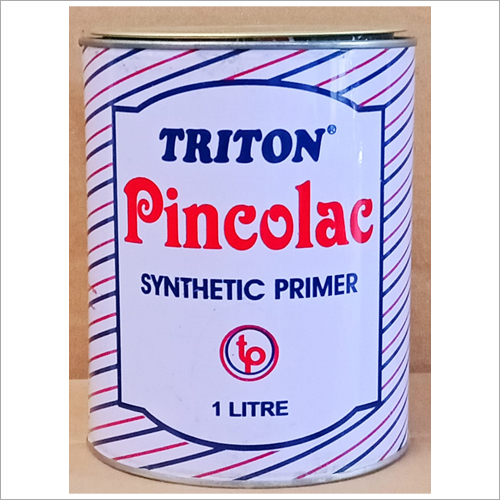 TRITON®
Pincolac
SYNTHETIC PRIMER
tp
1 LITRE